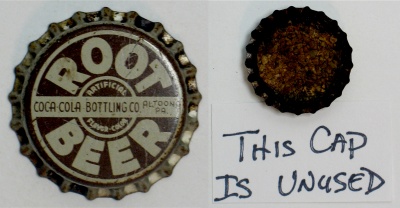 ROOT
ARTIFICIAL
COCA-COLA BOTTLING CO. ALTOONA
PA.
FLAVOR-COLOR
BEER
THIS CAP
IS UNUSED